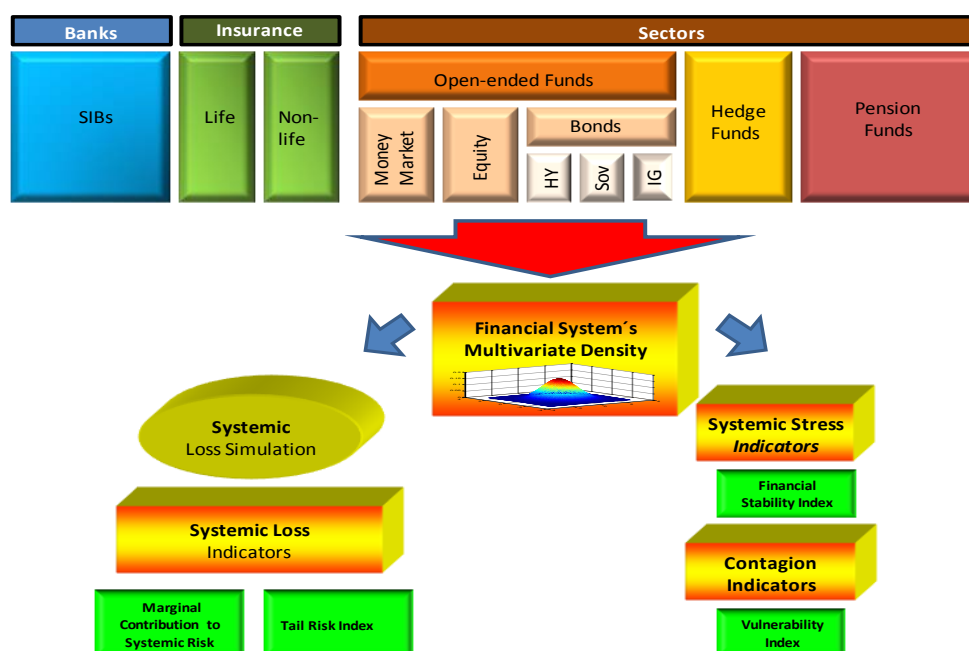 Banks
Insurance
Sectors
SIBs
Life
Non-
life
Open-ended Funds
Money
Market
Equity
Bonds
HY
Sov
IG
Hedge
Funds
Pension
Funds
Financial System´s
Multivariate Density
Systemic
Loss Simulation
Systemic Loss
Indicators
Marginal
Contribution to
Systemic Risk
Tail Risk Index
Systemic Stress
Indicators
Financial
Stability Index
Contagion
Indicators
Vulnerability
Index